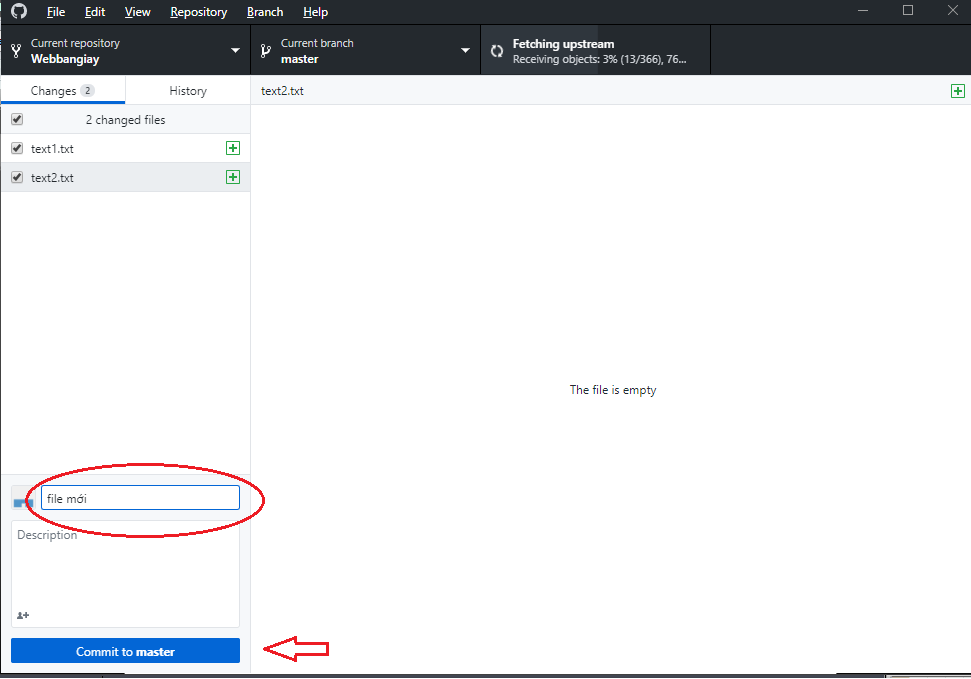 File Edit View Repository Branch Help
Current repository
Webbangiay
Current branch
master
Fetching upstream
Receiving objects: 3% (13/366), 76...
Changes 2
History
text2.txt
2 changed files
text1.txt
text2.txt
The file is empty
file mới
Description
Commit to master